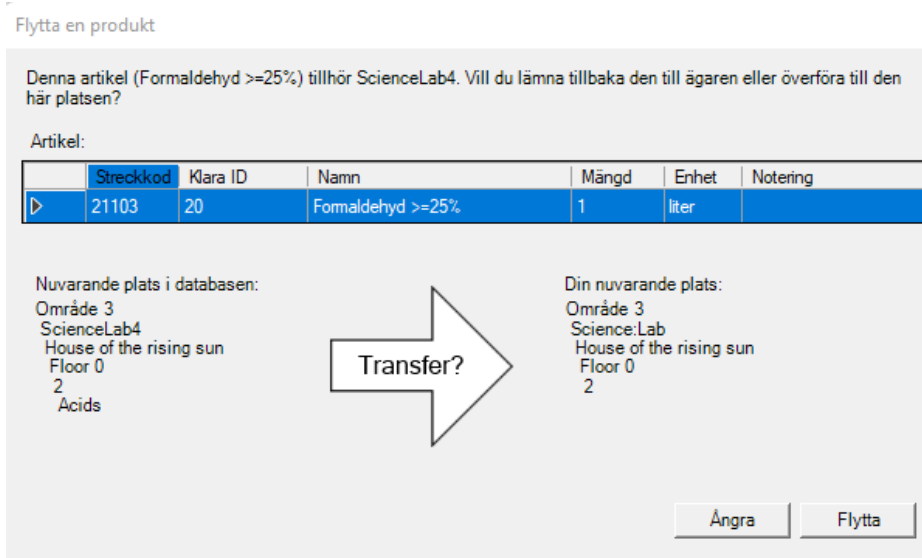 Flytta en produkt
Denna artikel (Formaldehyd >=25%) tillhör ScienceLab4. Vill du lämna tillbaka den till ägaren eller överföra till den
här platsen?
Artikel:
Streckkod Klara ID Namn Mängd Enhet Notering
21103 20 Formaldehyd >=25% 1 liter
Nuvarande plats i databasen:
Område 3
ScienceLab4
House of the rising sun
Floor 0
2
Acids
Transfer?
Din nuvarande plats:
Område 3
Science:Lab
House of the rising sun
Floor 0
2
Ångra Flytta